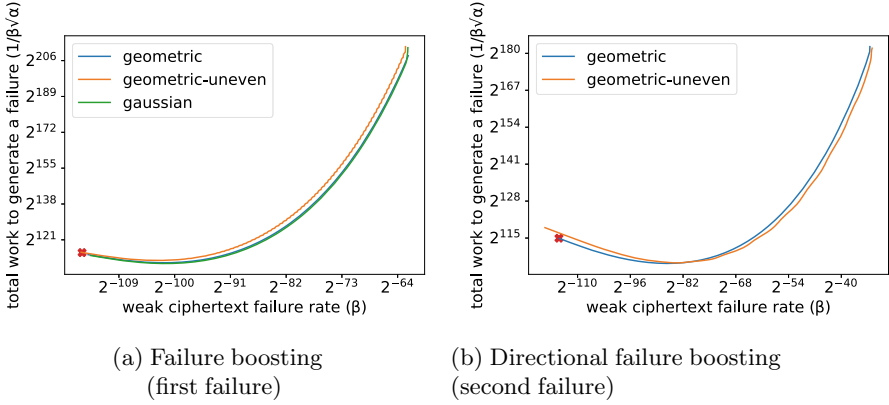 total work to generate a failure (1/β√α)
2^206
2^189
2^172
2^155
2^138
2^121
geometric
geometric-uneven
gaussian
2^−109 2^−100 2^−91 2^−82 2^−73 2^−64
weak ciphertext failure rate (β)
(a) Failure boosting
(first failure)
total work to generate a failure (1/β√α)
2^180
2^167
2^154
2^141
2^128
2^115
geometric
geometric-uneven
2^−110 2^−96 2^−82 2^−68 2^−54 2^−40
weak ciphertext failure rate (β)
(b) Directional failure boosting
(second failure)